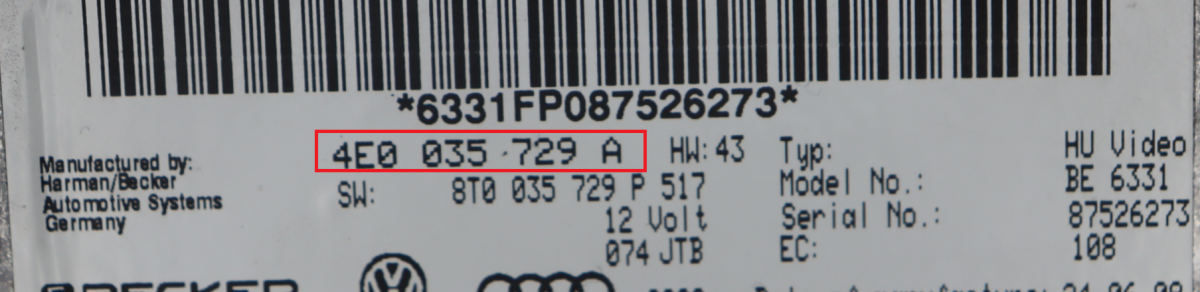 *6331FP087526273*
Manufactured by:
Harman/Becker
Automotive Systems
Germany
4E0 035 729 A HW: 43
SW: 8T0 035 729 P 517
12 Volt
074 JTB
Typ: HU Video
Model No.: BE 6331
Serial No.: 87526273
EC: 108
BECKER